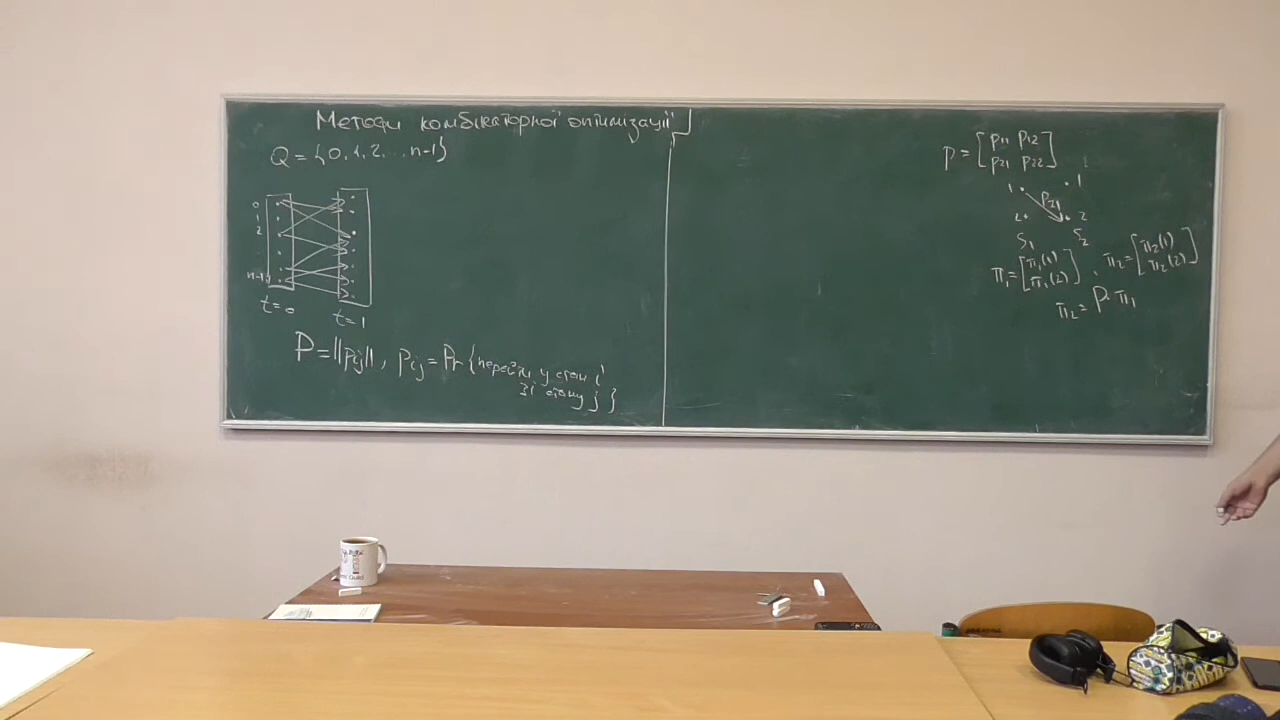 Методи комбінаторної оптимізації
Q = {0, 1, 2, ..., n-1}
0
1
2
n-1
t=0
t=1
P = ||pij||, pij = Pr{перейти у стан i
зі стану j}
P = [p11 p12
p21 p22]
1 1
P21
2 2
S1 S2
π1 = [π1(1)
π1(2)], π2 = [π2(1)
π2(2)]
π2 = P·π1
Guild